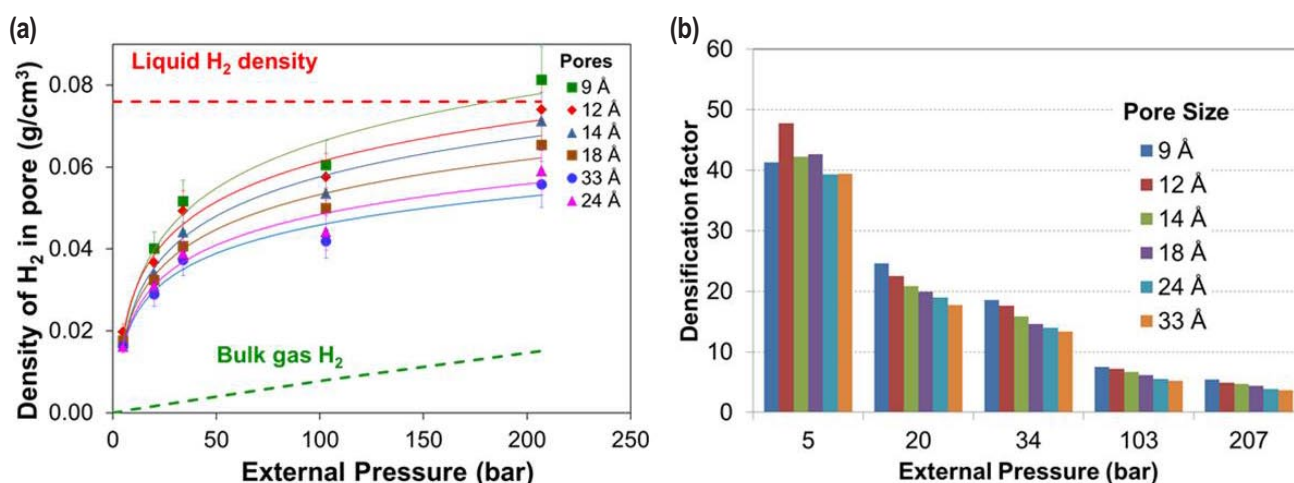 (a)
Density of H₂ in pore (g/cm³)
0.08
0.06
0.04
0.02
0.00
Liquid H₂ density
Bulk gas H₂
Pores
9 Å
12 Å
14 Å
18 Å
33 Å
24 Å
0
50
100
150
200
250
External Pressure (bar)
(b)
Densification factor
60
50
40
30
20
10
0
Pore Size
9 Å
12 Å
14 Å
18 Å
24 Å
33 Å
5
20
34
103
207
External Pressure (bar)